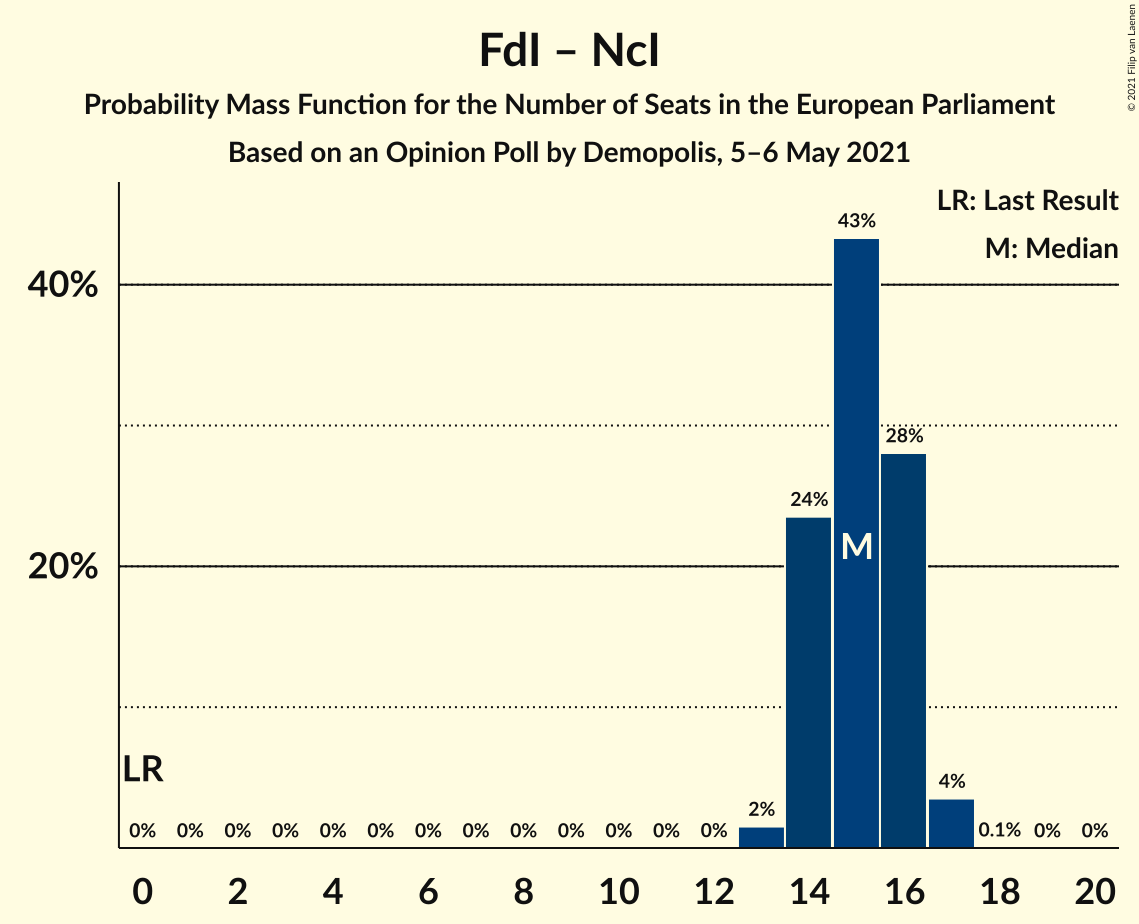 FdI – NcI
Probability Mass Function for the Number of Seats in the European Parliament
Based on an Opinion Poll by Demopolis, 5–6 May 2021
© 2021 Filip van Laenen
LR: Last Result
M: Median
43%
40%
28%
24%
M
20%
LR
4%
2%
0% 0% 0% 0% 0% 0% 0% 0% 0% 0% 0% 0% 0% 0.1% 0% 0%
0 2 4 6 8 10 12 14 16 18 20